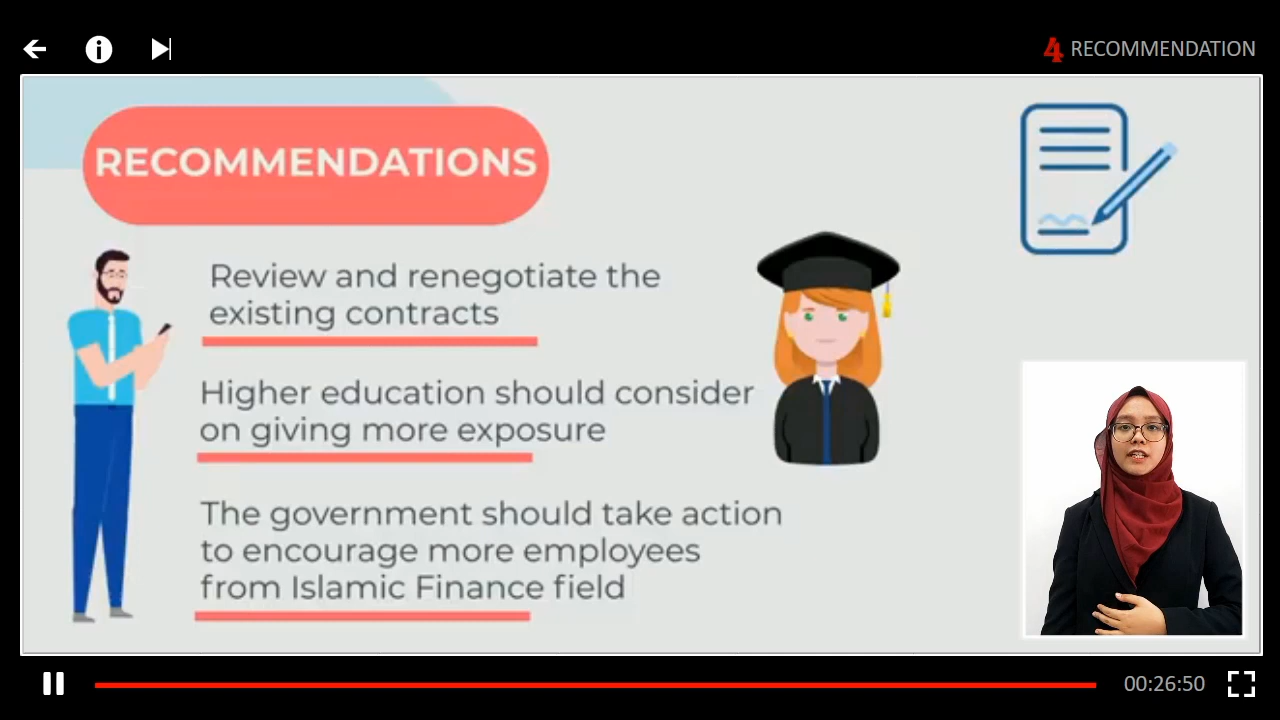 4 RECOMMENDATION
RECOMMENDATIONS
Review and renegotiate the
existing contracts
Higher education should consider
on giving more exposure
The government should take action
to encourage more employees
from Islamic Finance field
00:26:50